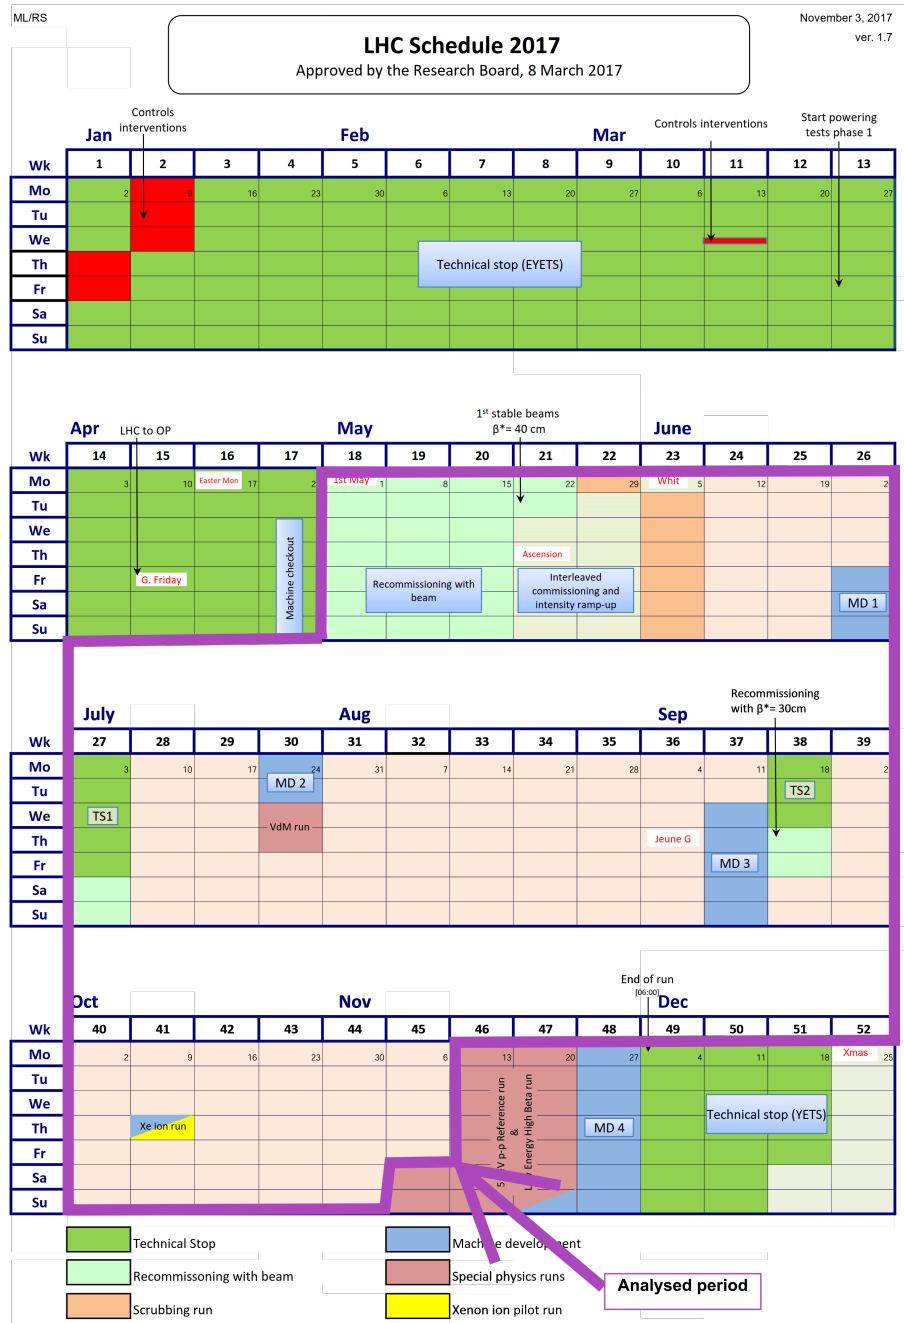 ML/RS
November 3, 2017
ver. 1.7
LHC Schedule 2017
Approved by the Research Board, 8 March 2017
Controls
interventions
Controls interventions
Start powering
tests phase 1
Jan Feb Mar
Wk 1 2 3 4 5 6 7 8 9 10 11 12 13
Mo 2 9 16 23 30 6 13 20 27 6 13 20 27
Tu
We
Th
Technical stop (EYETS)
Fr
Sa
Su
LHC to OP
1st stable beams
β*= 40 cm
Apr May June
Wk 14 15 16 17 18 19 20 21 22 23 24 25 26
Mo 3 10 Easter Mon 17 2 1st May 1 8 15 22 29 Whit 5 12 19 2
Tu
We
Th Ascension
Fr G. Friday
Machine checkout
Recommissioning with
beam
Interleaved
commissioning and
intensity ramp-up
Sa MD 1
Su
Recommissioning
with β*= 30cm
July Aug Sep
Wk 27 28 29 30 31 32 33 34 35 36 37 38 39
Mo 3 10 17 24 31 7 14 21 28 4 11 18 2
MD 2
Tu TS2
We TS1
VdM run
Th Jeune G
Fr MD 3
Sa
Su
End of run
[06:00]
Oct Nov Dec
Wk 40 41 42 43 44 45 46 47 48 49 50 51 52
Mo 2 9 16 23 30 6 13 20 27 4 11 18 Xmas 25
Tu
We
Th Xe ion run MD 4 Technical stop (YETS)
Fr
Sa
Su
p-p Reference run
&
Energy High Beta run
Technical Stop
Machine development
Recommissoning with beam
Special physics runs
Scrubbing run
Xenon ion pilot run
Analysed period